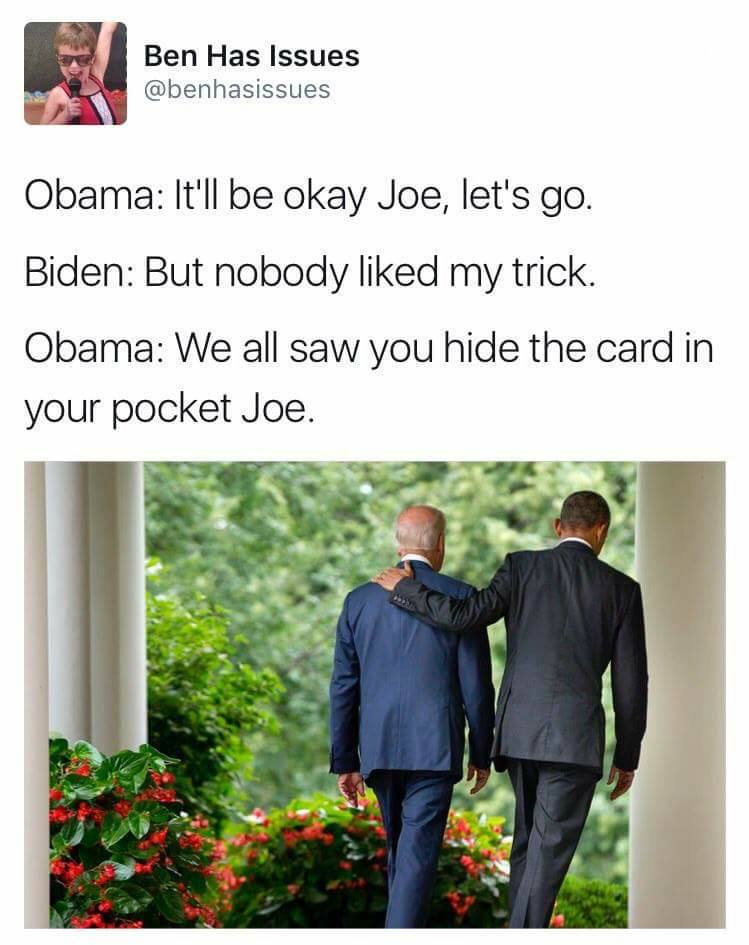 Ben Has Issues
@benhasissues
Obama: It'll be okay Joe, let's go.
Biden: But nobody liked my trick.
Obama: We all saw you hide the card in
your pocket Joe.